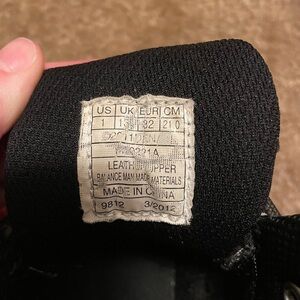 US UK EUR CM
1 32 21.0
LEATHER UPPER
BALANCE MAN MADE MATERIALS
MADE IN CHINA
9812 3/2012